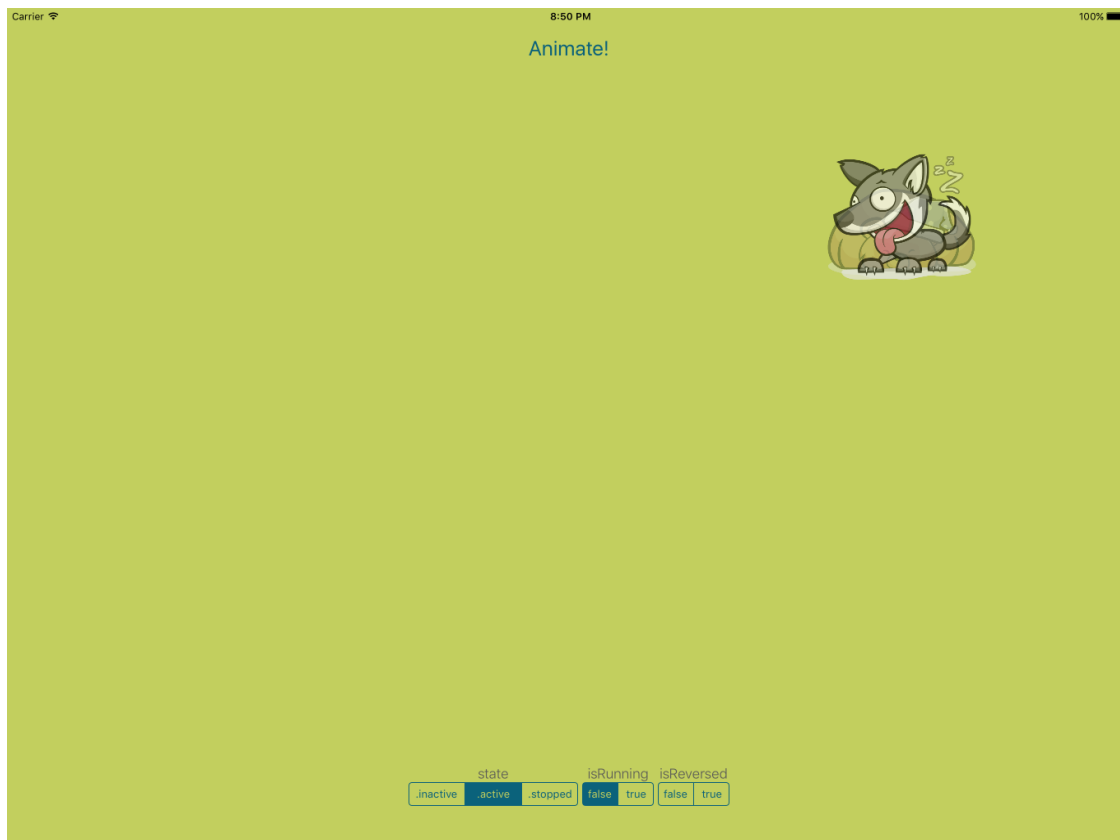 Carrier 8:50 PM 100%
Animate!
z z Z
state isRunning isReversed
.inactive .active .stopped false true false true